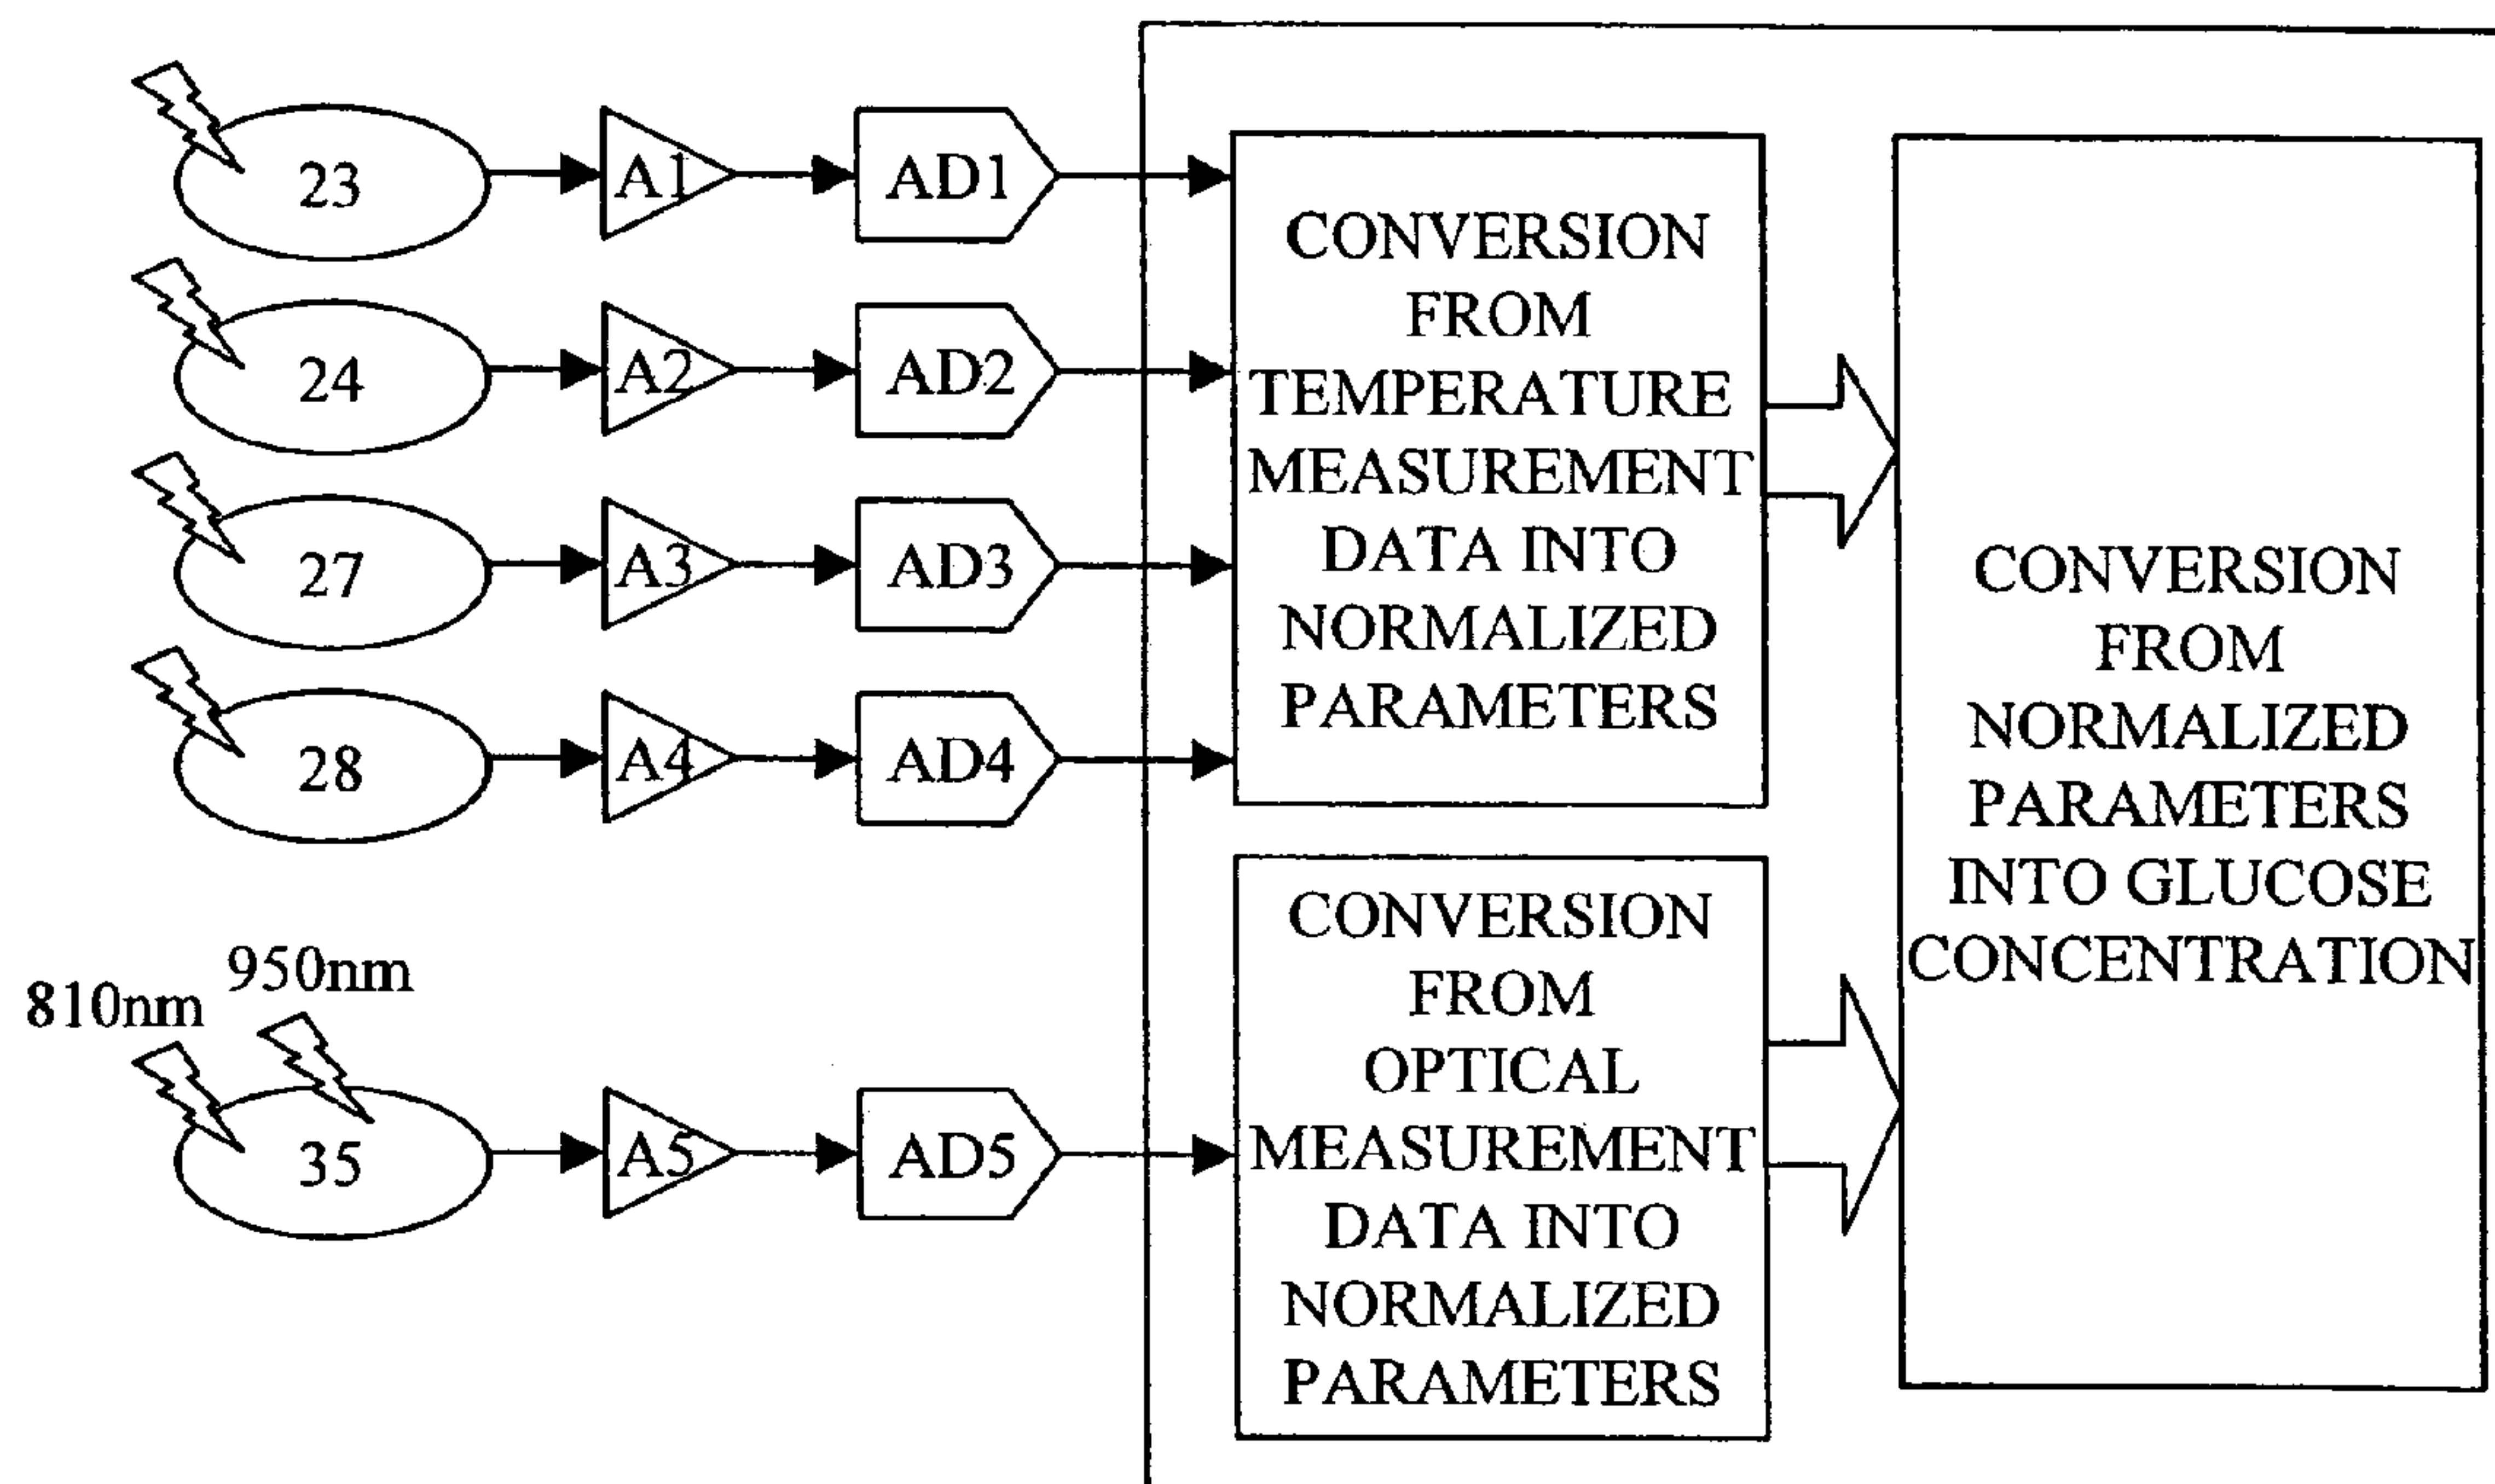 23
A1
AD1
24
A2
AD2
27
A3
AD3
28
A4
AD4
CONVERSION
FROM
TEMPERATURE
MEASUREMENT
DATA INTO
NORMALIZED
PARAMETERS
810nm
950nm
35
A5
AD5
CONVERSION
FROM
OPTICAL
MEASUREMENT
DATA INTO
NORMALIZED
PARAMETERS
CONVERSION
FROM
NORMALIZED
PARAMETERS
INTO GLUCOSE
CONCENTRATION